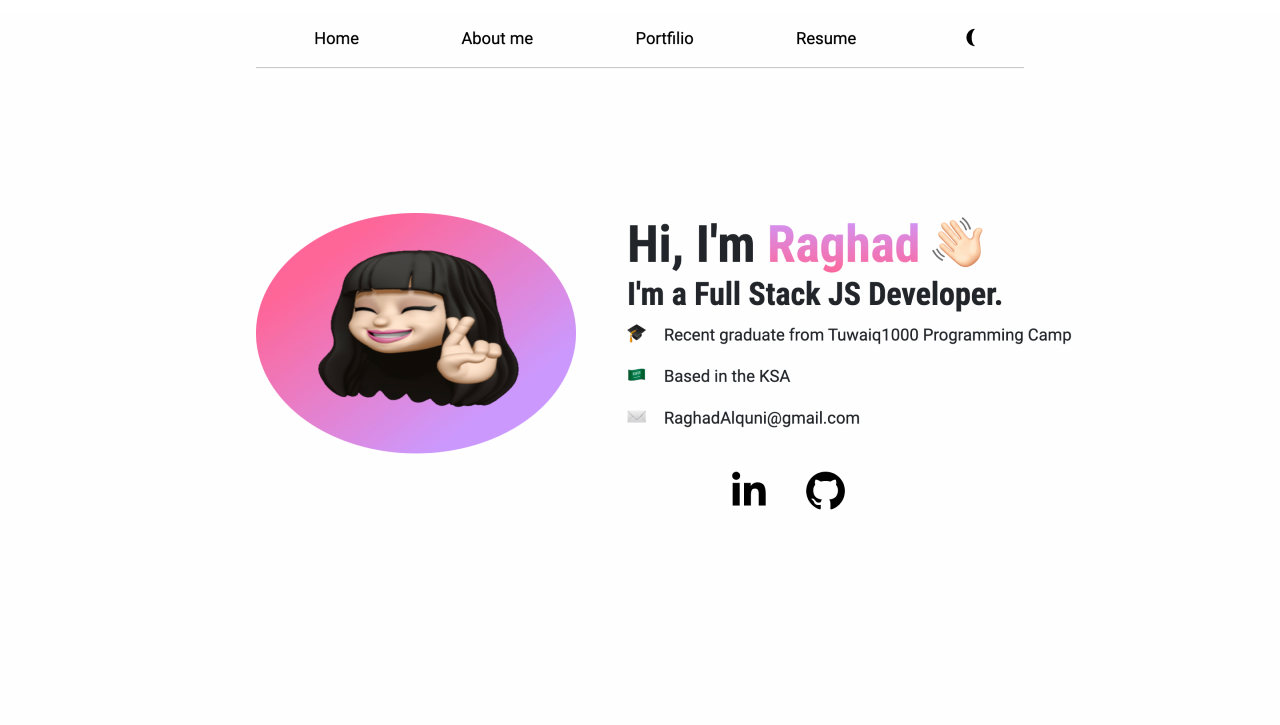 Home
About me
Portfilio
Resume
Hi, I'm Raghad 👋🏻
I'm a Full Stack JS Developer.
🎓 Recent graduate from Tuwaiq1000 Programming Camp
🇸🇦 Based in the KSA
✉️ RaghadAlquni@gmail.com
in